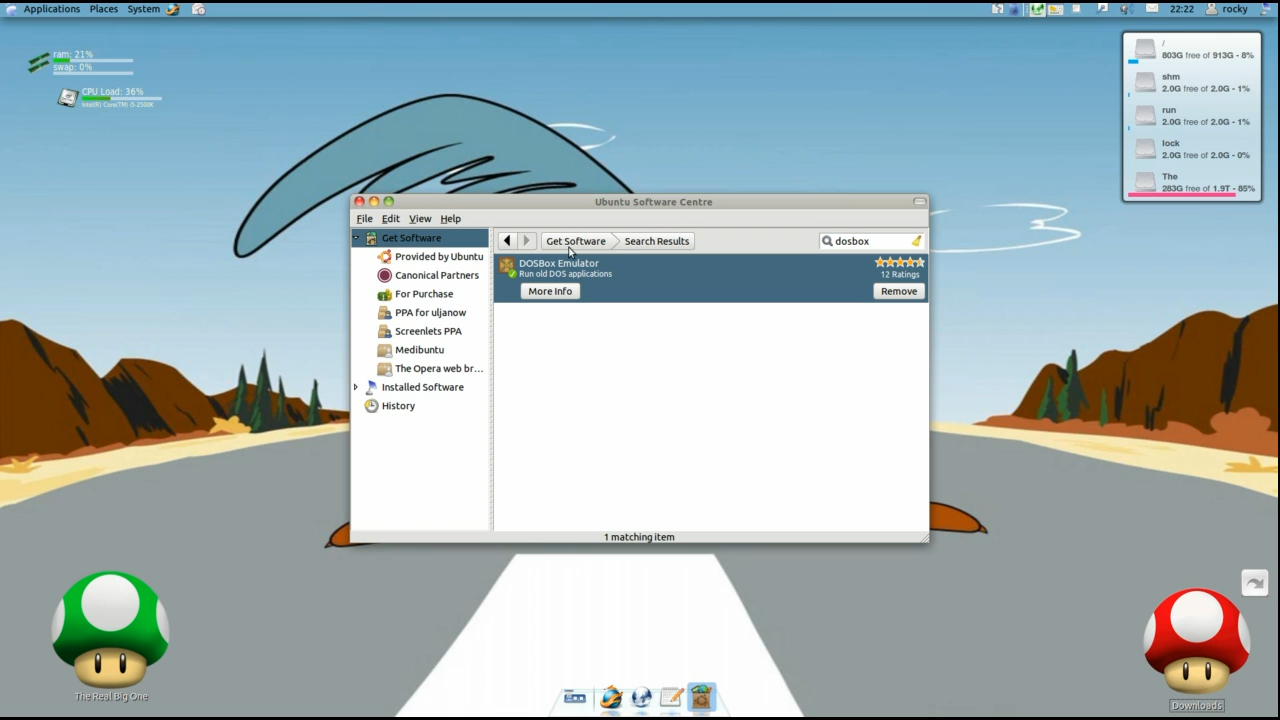 Applications Places System 22:22 rocky
ram: 21%
swap: 0%
CPU Load: 36%
Intel(R) Core(TM) i5-2500K
/
803G free of 913G - 8%
shm
2.0G free of 2.0G - 1%
run
2.0G free of 2.0G - 1%
lock
2.0G free of 2.0G - 0%
The
283G free of 1.9T - 85%
Ubuntu Software Centre
File Edit View Help
Get Software
Provided by Ubuntu
Canonical Partners
For Purchase
PPA for uljanow
Screenlets PPA
Medibuntu
The Opera web br...
Installed Software
History
Get Software Search Results dosbox
DOSBox Emulator
Run old DOS applications
12 Ratings
More Info Remove
1 matching item
The Real Big One
Downloads